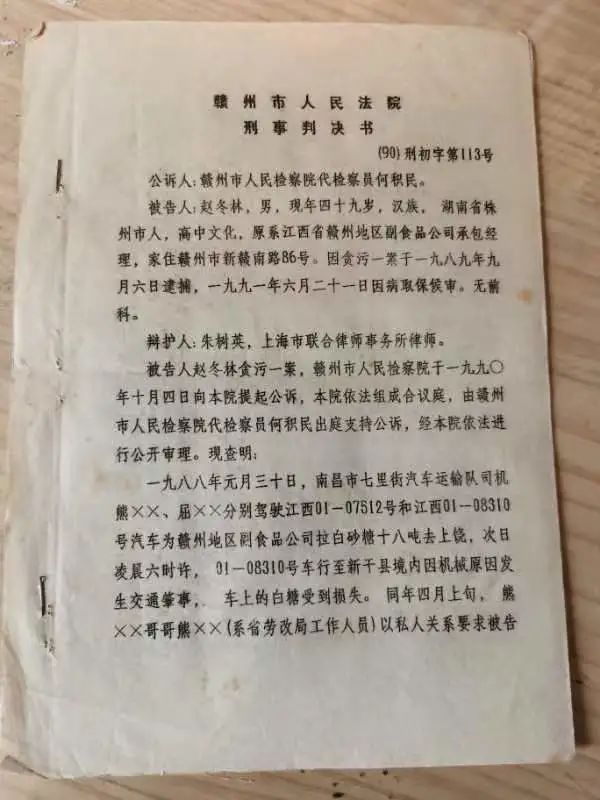 赣州市人民法院
刑事判决书
(90)刑初字第113号
公诉人:赣州市人民检察院代检察员何积民。
被告人:赵冬林,男,现年四十九岁,汉族,湖南省株
州市人,高中文化,原系江西省赣州地区副食品公司承包经
理,家住赣州市新赣南路86号。因贪污一案于一九八九年九
月六日逮捕,一九九一年六月二十一日因病取保侯审。无前
科。
辩护人:朱树英,上海市联合律师事务所律师。
被告人赵冬林贪污一案,赣州市人民检察院于一九九〇
年十月四日向本院提起公诉,本院依法组成合议庭,由赣州
市人民检察院代检察员何积民出庭支持公诉,经本院依法进
行公开审理。现查明:
一九八八年元月三十日,南昌市七里街汽车运输队司机
熊××、屈××分别驾驶江西01-07512号和江西01-08310
号汽车为赣州地区副食品公司拉白砂糖十八吨去上饶,次日
凌晨六时许,01-08310号车行至新干县境内因机械原因发
生交通肇事,.车上的白糖受到损失。同年四月上旬,熊
××哥哥熊××(系省劳改局工作人员)以私人关系要求被告